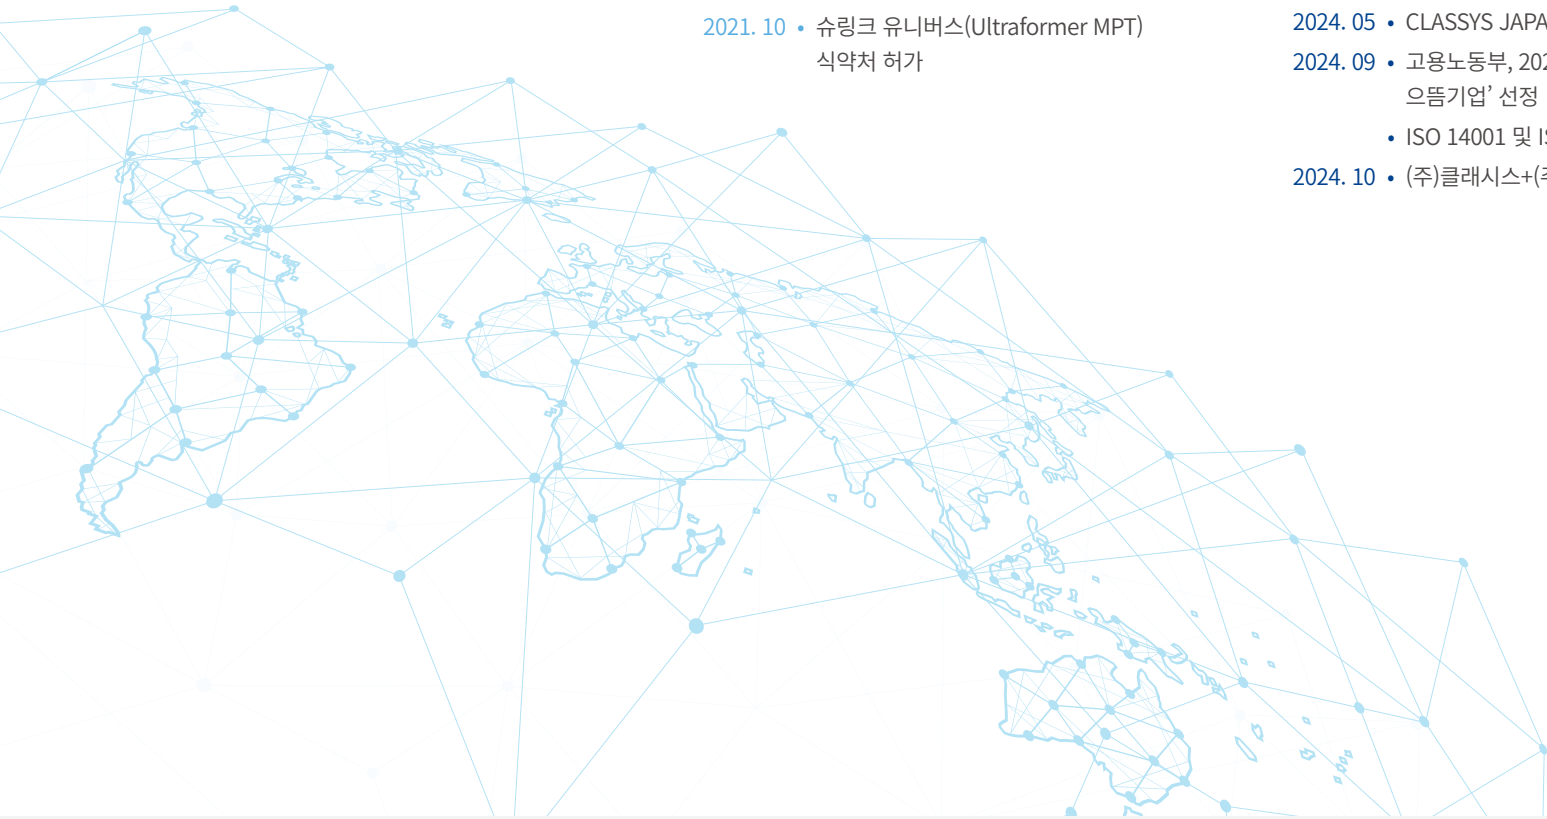 2021. 10 • 슈링크 유니버스(Ultraformer MPT)
식약처 허가
2024. 05 • CLASSYS JAPA
2024. 09 • 고용노동부, 202
으뜸기업’ 선정
• ISO 14001 및 IS
2024. 10 • (주)클래시스+(주